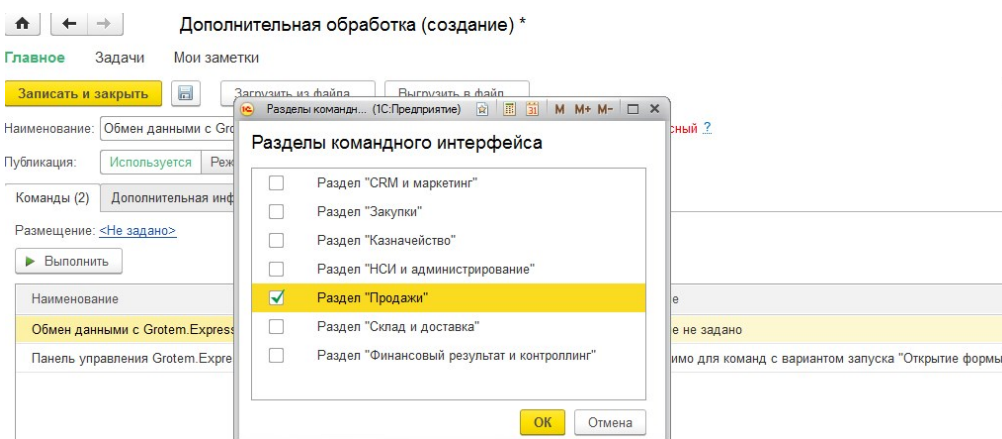 Дополнительная обработка (создание) *
Главное Задачи Мои заметки
Записать и закрыть Загрузить из файла... Выгрузить в файл...
Разделы командн... (1С:Предприятие) 31 M M+ M-
Наименование: Обмен данными с Gro сный ?
Разделы командного интерфейса
Публикация: Используется Реж
Раздел "CRM и маркетинг"
Команды (2) Дополнительная инф
Раздел "Закупки"
Размещение: <Не задано>
Раздел "Казначейство"
Выполнить
Раздел "НСИ и администрирование"
Наименование е
Раздел "Продажи"
Обмен данными с Grotem.Express е не задано
Раздел "Склад и доставка"
Панель управления Grotem.Expre имо для команд с вариантом запуска "Открытие формы
Раздел "Финансовый результат и контроллинг"
ОК Отмена